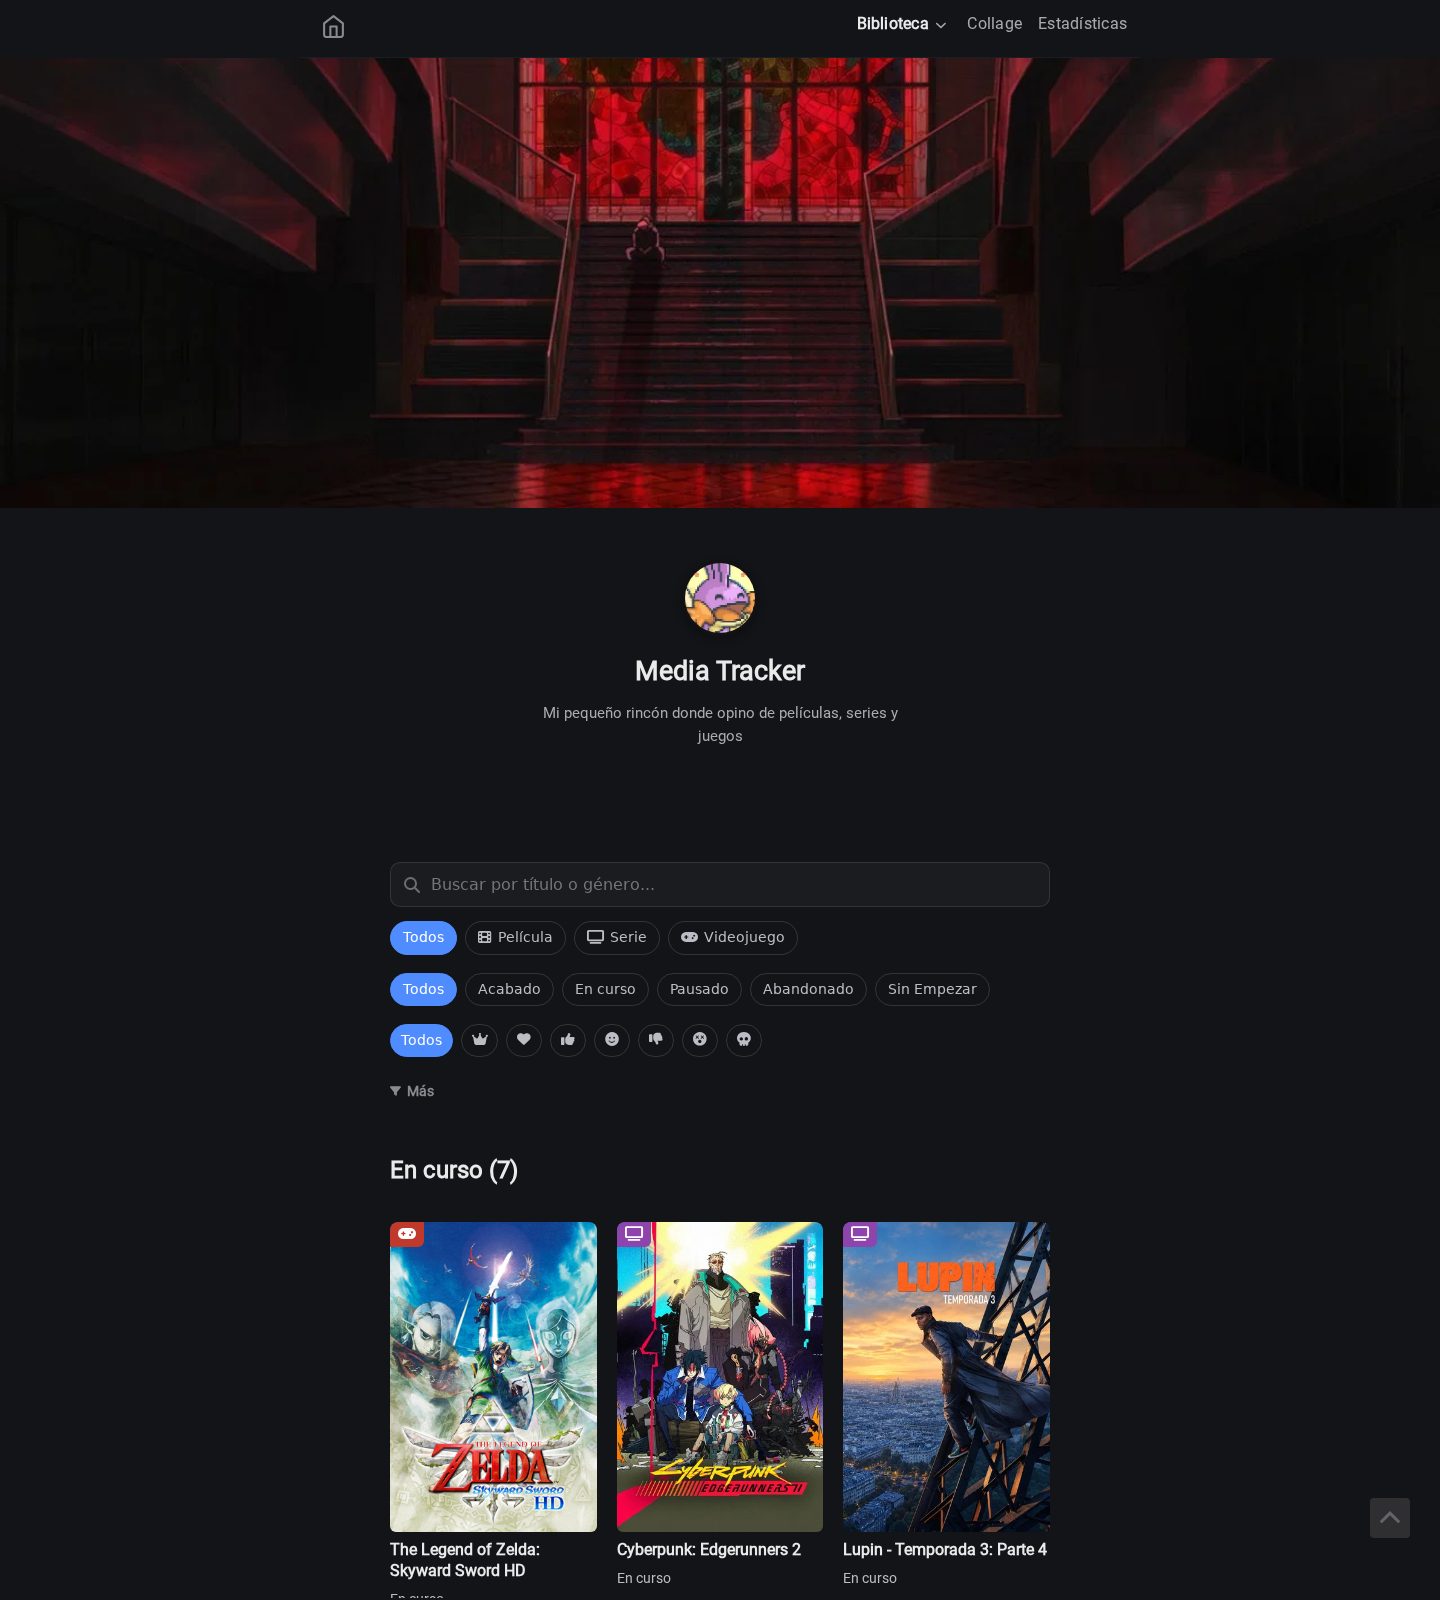 Biblioteca Collage Estadísticas
Media Tracker
Mi pequeño rincón donde opino de películas, series y
juegos
Buscar por título o género...
Todos Película Serie Videojuego
Todos Acabado En curso Pausado Abandonado Sin Empezar
Todos
Más
En curso (7)
THE LEGEND OF
ZELDA
SKYWARD SWORD
HD
CYBERPUNK
EDGERUNNERS II
LUPIN
TEMPORADA 3
The Legend of Zelda:
Skyward Sword HD
En curso
Cyberpunk: Edgerunners 2
En curso
Lupin - Temporada 3: Parte 4
En curso